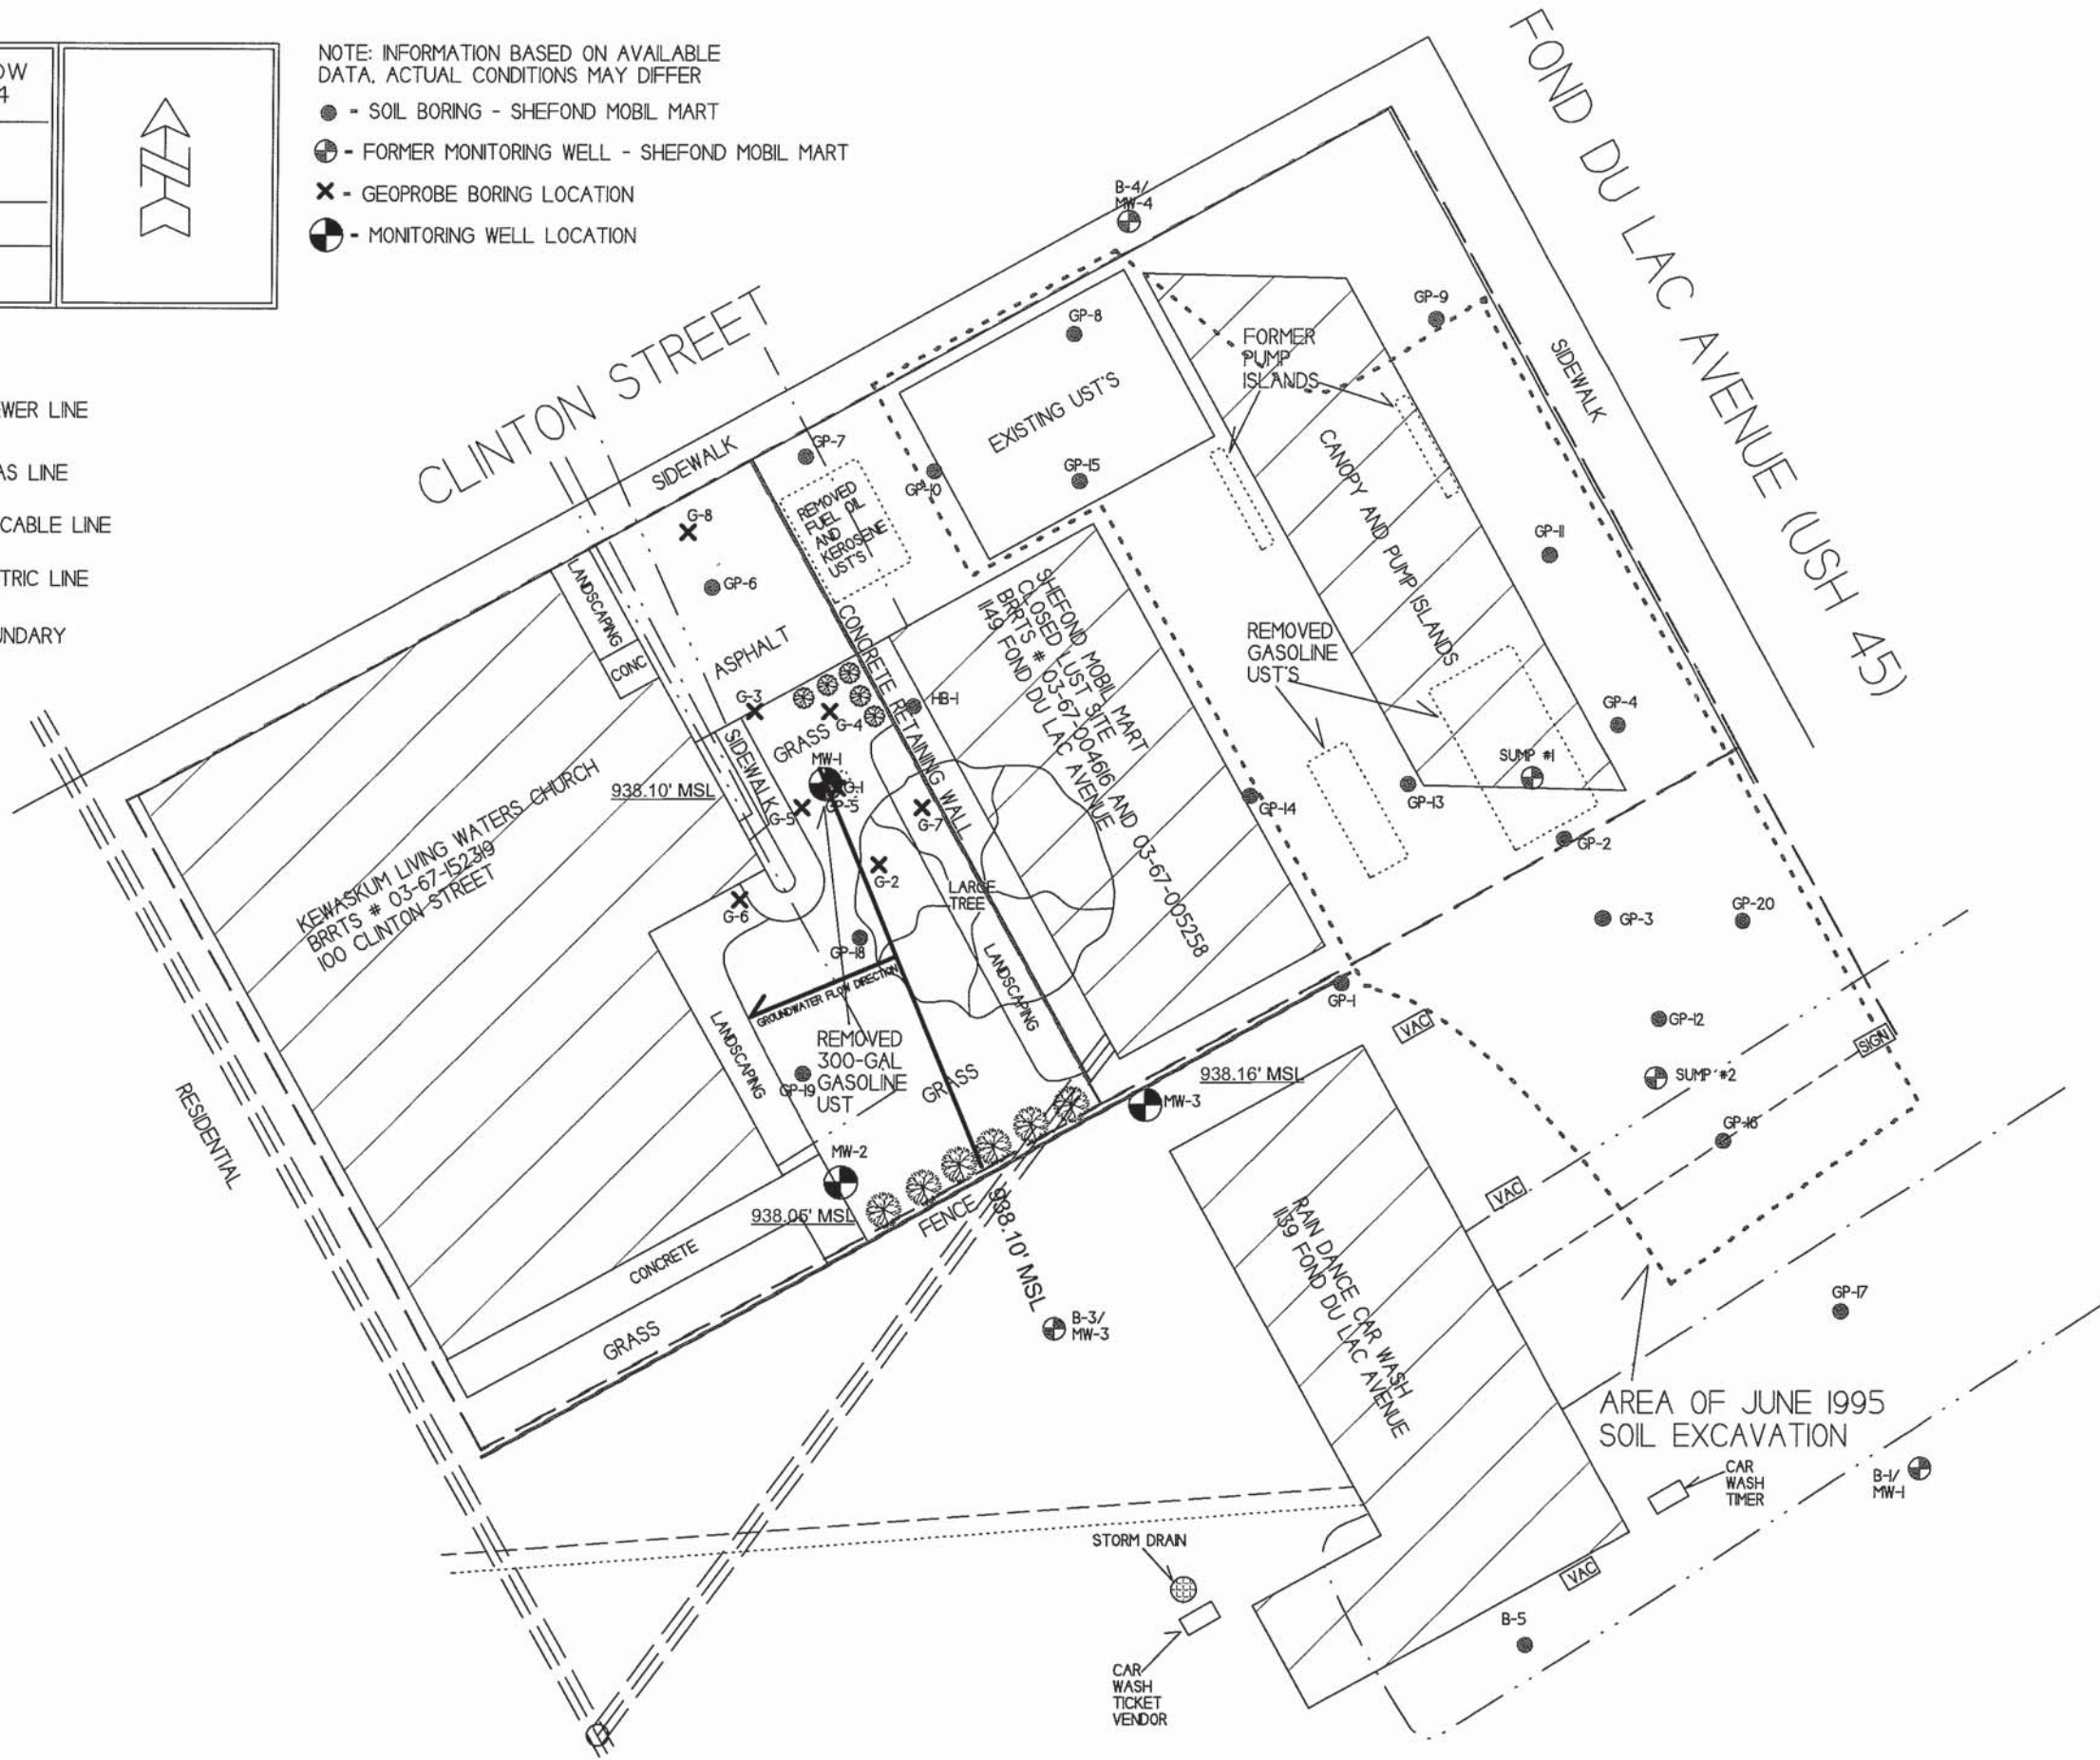 OW
4
NOTE: INFORMATION BASED ON AVAILABLE
DATA. ACTUAL CONDITIONS MAY DIFFER
- SOIL BORING - SHEFOND MOBIL MART
- FORMER MONITORING WELL - SHEFOND MOBIL MART
- GEOPROBE BORING LOCATION
- MONITORING WELL LOCATION
N
WER LINE
AS LINE
CABLE LINE
TRIC LINE
UNDARY
FOND DU LAC AVENUE (USH 45)
CLINTON STREET
SIDEWALK
SIDEWALK
B-4/
MW-4
GP-8
GP-9
FORMER
PUMP
ISLANDS
EXISTING UST'S
GP-7
GP-10
GP-15
REMOVED
FUEL OIL
AND
KEROSENE
UST'S
CANOPY AND PUMP ISLANDS
GP-11
G-8
GP-6
LANDSCAPING
CONC
ASPHALT
CONCRETE RETAINING WALL
SHEFOND MOBIL MART
CLOSED LUST SITE
BRRTS # 03-67-004616 AND 03-67-005258
1149 FOND DU LAC AVENUE
REMOVED
GASOLINE
UST'S
GP-4
G-3
G-4
HB-1
GRASS
SIDEWALK
MW-1
G-1
GP-5
G-5
G-7
938.10' MSL
SUMP #1
GP-13
GP-14
GP-2
KEWASKUM LIVING WATERS CHURCH
BRRTS # 03-67-152319
100 CLINTON STREET
G-2
LARGE
TREE
G-6
GP-3
GP-20
GP-18
GROUNDWATER FLOW DIRECTION
LANDSCAPING
GP-1
VAC
GP-12
LANDSCAPING
REMOVED
300-GAL
GASOLINE
UST
GP-19
GRASS
SIGN
SUMP #2
938.16' MSL
MW-3
GP-16
RESIDENTIAL
MW-2
938.05' MSL
FENCE
938.10' MSL
VAC
CONCRETE
GRASS
B-3/
MW-3
RAIN DANCE CAR WASH
1139 FOND DU LAC AVENUE
GP-17
AREA OF JUNE 1995
SOIL EXCAVATION
CAR
WASH
TIMER
B-1/
MW-1
STORM DRAIN
VAC
B-5
CAR
WASH
TICKET
VENDOR